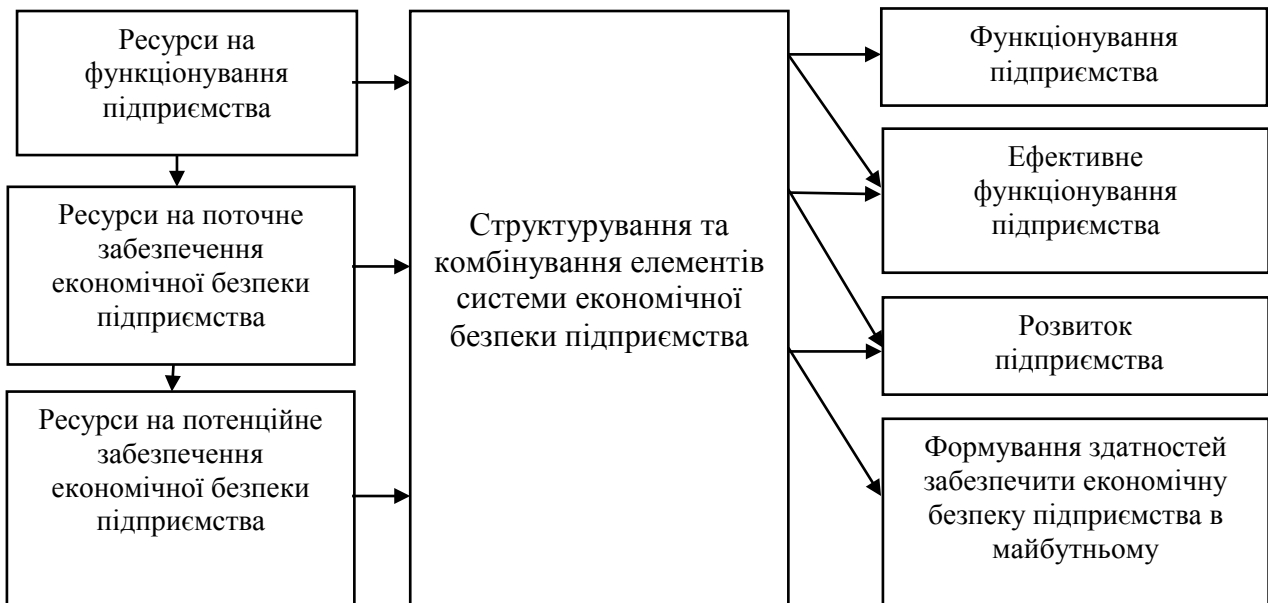 Ресурси на
функціонування
підприємства
Ресурси на поточне
забезпечення
економічної безпеки
підприємства
Ресурси на потенційне
забезпечення
економічної безпеки
підприємства
Структурування та
комбінування елементів
системи економічної
безпеки підприємства
Функціонування
підприємства
Ефективне
функціонування
підприємства
Розвиток
підприємства
Формування здатностей
забезпечити економічну
безпеку підприємства в
майбутньому